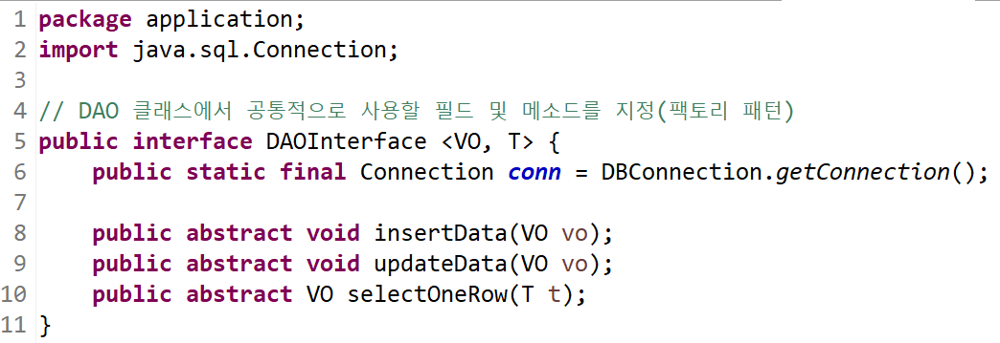 1 package application;
2 import java.sql.Connection;
3
4 // DAO 클래스에서 공통적으로 사용할 필드 및 메소드를 지정(팩토리 패턴)
5 public interface DAOInterface <VO, T> {
6     public static final Connection conn = DBConnection.getConnection();
7
8     public abstract void insertData(VO vo);
9     public abstract void updateData(VO vo);
10     public abstract VO selectOneRow(T t);
11 }